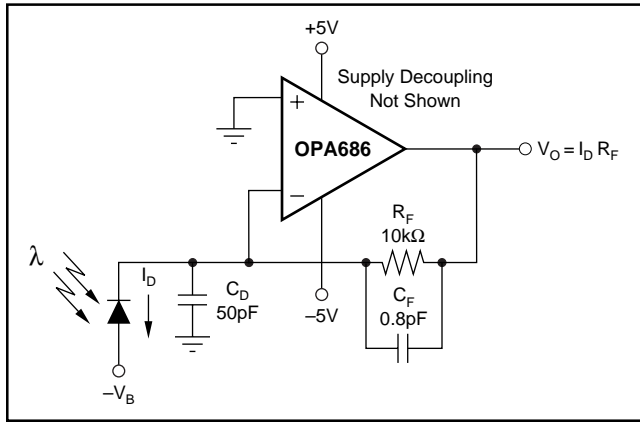 +5V
Supply Decoupling
Not Shown
+
OPA686
−
V_O = I_D R_F
R_F
10kΩ
λ
I_D
C_D
50pF
−5V
C_F
0.8pF
−V_B